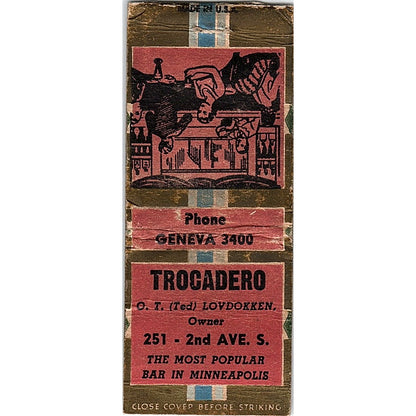 MADE IN U.S.A.
Phone
GENEVA 3400
TROCADERO
O. T. (Ted) LOVDOKKEN,
Owner
251 - 2nd AVE. S.
THE MOST POPULAR
BAR IN MINNEAPOLIS
CLOSE COVER BEFORE STRIKING